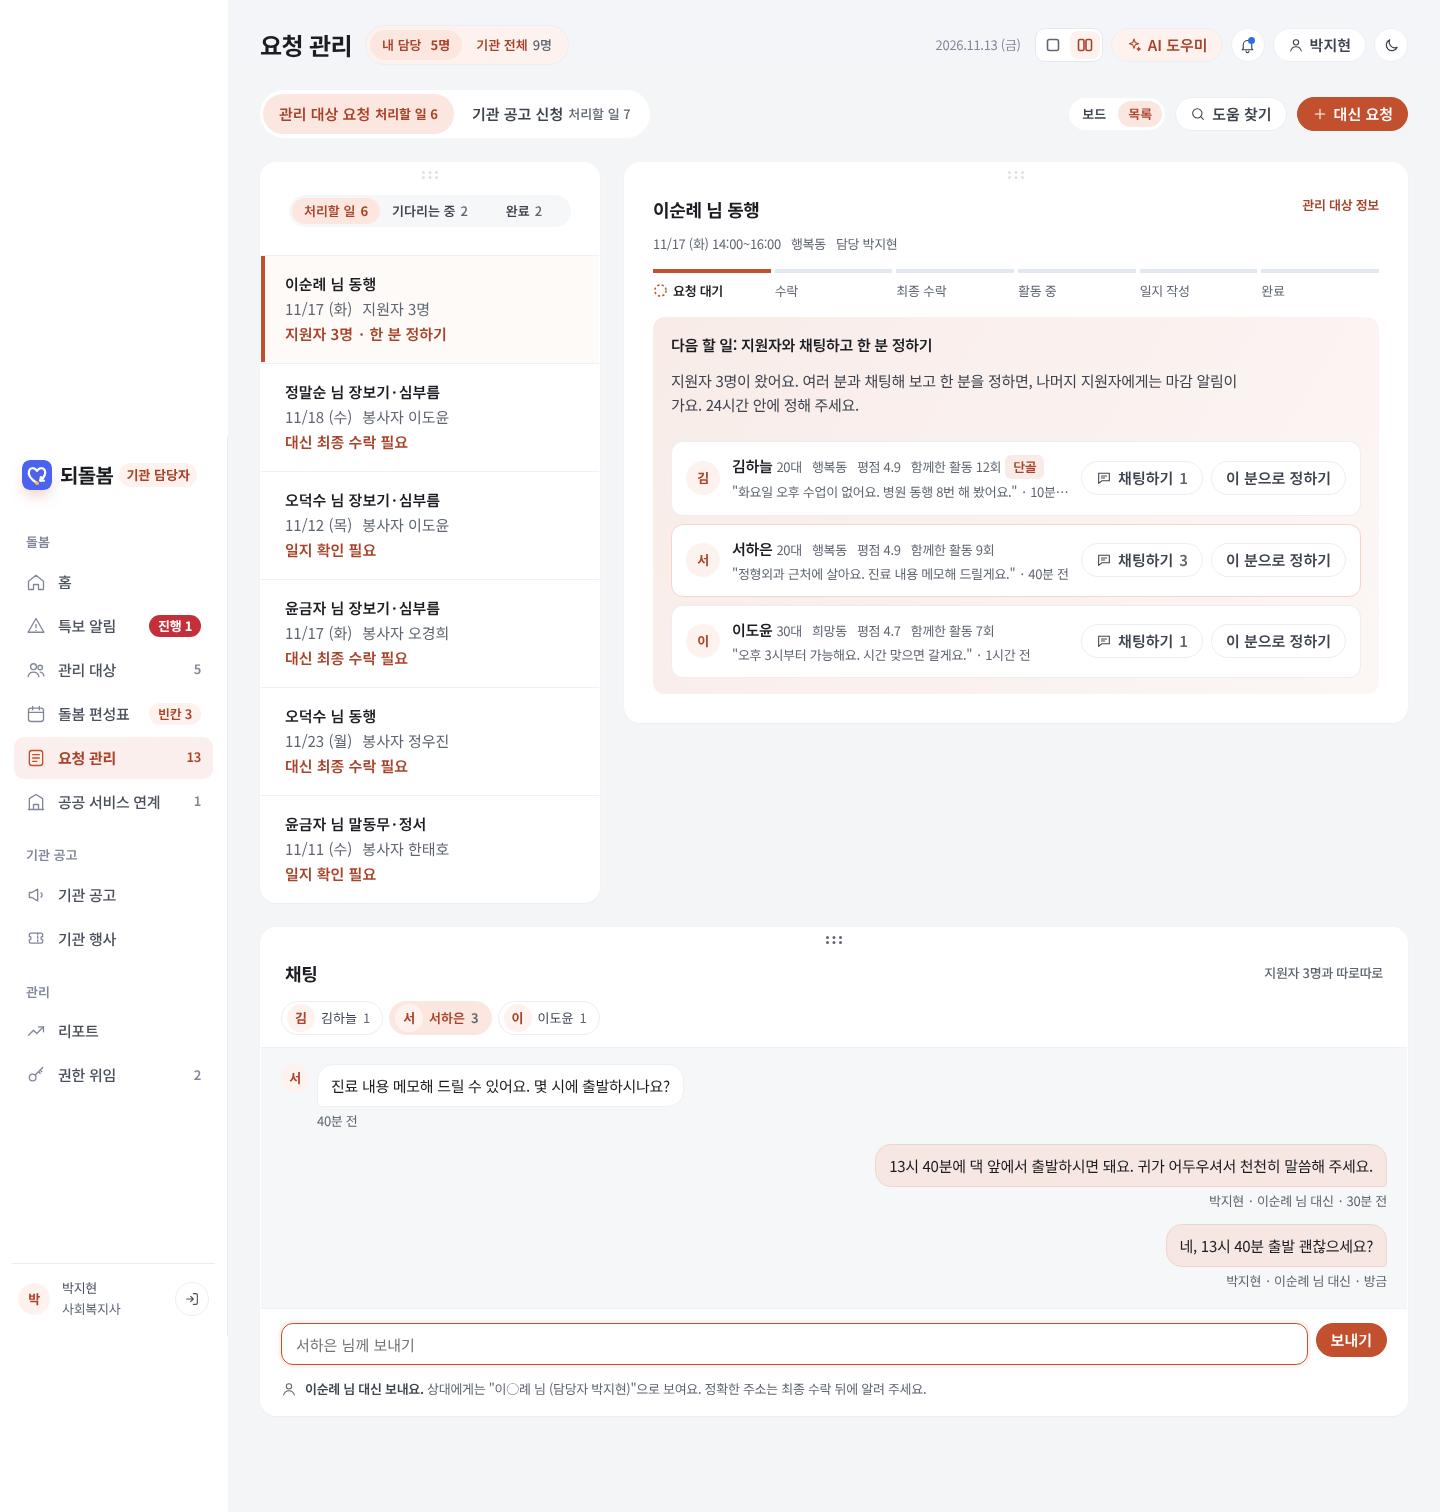 되돌봄 기관 담당자
돌봄
홈
특보 알림 진행 1
관리 대상 5
돌봄 편성표 빈칸 3
요청 관리 13
공공 서비스 연계 1
기관 공고
기관 공고
기관 행사
관리
리포트
권한 위임 2
박 박지현
사회복지사
요청 관리 내 담당 5명 기관 전체 9명
2026.11.13 (금) AI 도우미 박지현
관리 대상 요청 처리할 일 6 기관 공고 신청 처리할 일 7
보드 목록 도움 찾기 대신 요청
처리할 일 6 기다리는 중 2 완료 2
이순례 님 동행
11/17 (화) 지원자 3명
지원자 3명 · 한 분 정하기
정말순 님 장보기·심부름
11/18 (수) 봉사자 이도윤
대신 최종 수락 필요
오덕수 님 장보기·심부름
11/12 (목) 봉사자 이도윤
일지 확인 필요
윤금자 님 장보기·심부름
11/17 (화) 봉사자 오경희
대신 최종 수락 필요
오덕수 님 동행
11/23 (월) 봉사자 정우진
대신 최종 수락 필요
윤금자 님 말동무·정서
11/11 (수) 봉사자 한태호
일지 확인 필요
이순례 님 동행 관리 대상 정보
11/17 (화) 14:00~16:00 행복동 담당 박지현
요청 대기 수락 최종 수락 활동 중 일지 작성 완료
다음 할 일: 지원자와 채팅하고 한 분 정하기
지원자 3명이 왔어요. 여러 분과 채팅해 보고 한 분을 정하면, 나머지 지원자에게는 마감 알림이
가요. 24시간 안에 정해 주세요.
김 김하늘 20대 행복동 평점 4.9 함께한 활동 12회 단골
"화요일 오후 수업이 없어요. 병원 동행 8번 해 봤어요." · 10분…
채팅하기 1 이 분으로 정하기
서 서하은 20대 행복동 평점 4.9 함께한 활동 9회
"정형외과 근처에 살아요. 진료 내용 메모해 드릴게요." · 40분 전
채팅하기 3 이 분으로 정하기
이 이도윤 30대 희망동 평점 4.7 함께한 활동 7회
"오후 3시부터 가능해요. 시간 맞으면 갈게요." · 1시간 전
채팅하기 1 이 분으로 정하기
채팅 지원자 3명과 따로따로
김 김하늘 1 서 서하은 3 이 이도윤 1
서 진료 내용 메모해 드릴 수 있어요. 몇 시에 출발하시나요?
40분 전
13시 40분에 댁 앞에서 출발하시면 돼요. 귀가 어두우셔서 천천히 말씀해 주세요.
박지현 · 이순례 님 대신 · 30분 전
네, 13시 40분 출발 괜찮으세요?
박지현 · 이순례 님 대신 · 방금
서하은 님께 보내기 보내기
이순례 님 대신 보내요. 상대에게는 "이○례 님 (담당자 박지현)"으로 보여요. 정확한 주소는 최종 수락 뒤에 알려 주세요.